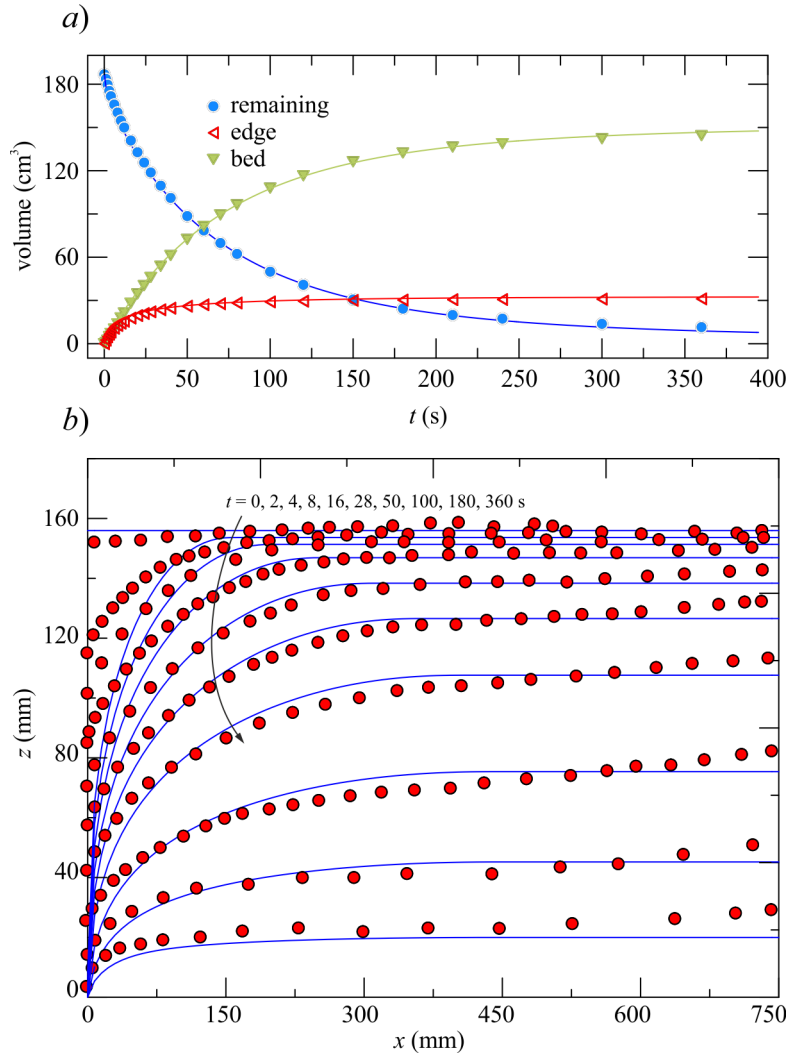 a)
180
120
60
0
volume (cm³)
remaining
edge
bed
0 50 100 150 200 250 300 350 400
t (s)
b)
t = 0, 2, 4, 8, 16, 28, 50, 100, 180, 360 s
160
120
80
40
0
z (mm)
0 150 300 450 600 750
x (mm)